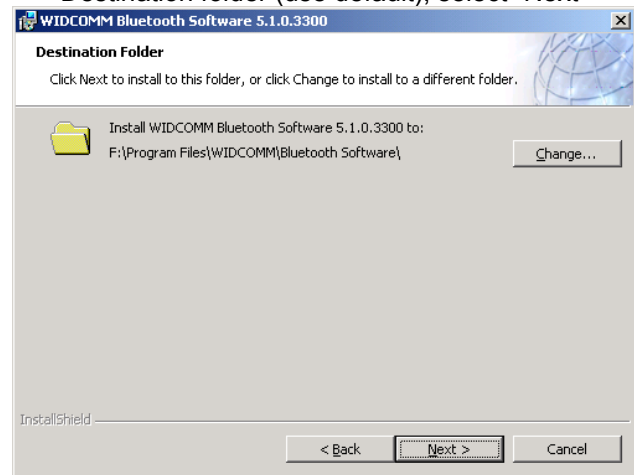 Destination folder (use default), select "Next"
WIDCOMM Bluetooth Software 5.1.0.3300
Destination Folder
Click Next to install to this folder, or click Change to install to a different folder.
Install WIDCOMM Bluetooth Software 5.1.0.3300 to:
F:\Program Files\WIDCOMM\Bluetooth Software\
Change...
InstallShield
< Back
Next >
Cancel